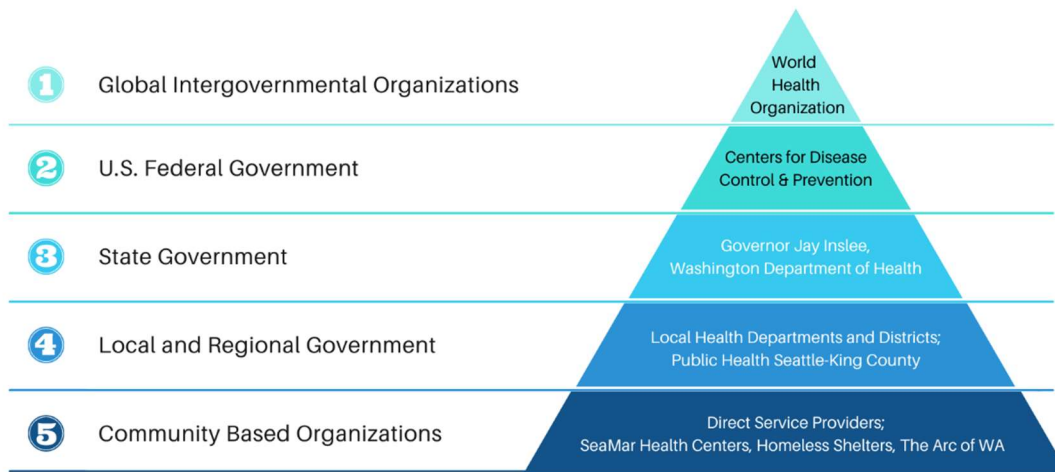 1
Global Intergovernmental Organizations
World
Health
Organization
2
U.S. Federal Government
Centers for Disease
Control & Prevention
3
State Government
Governor Jay Inslee,
Washington Department of Health
4
Local and Regional Government
Local Health Departments and Districts;
Public Health Seattle-King County
5
Community Based Organizations
Direct Service Providers;
SeaMar Health Centers, Homeless Shelters, The Arc of WA